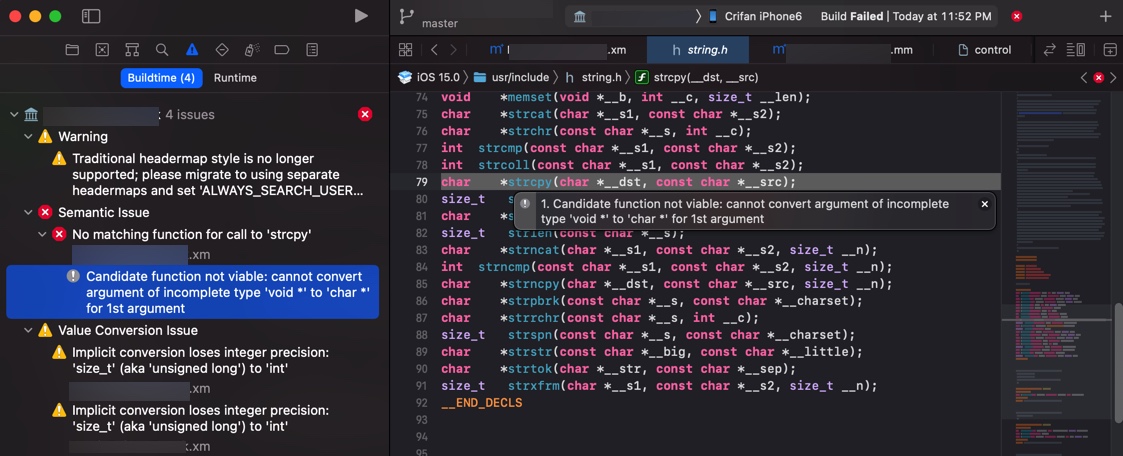 master
Crifan iPhone6
Build Failed | Today at 11:52 PM
.xm
string.h
.mm
control
Buildtime (4)
Runtime
iOS 15.0
usr/include
string.h
strcpy(__dst, __src)
4 issues
Warning
Traditional headermap style is no longer
supported; please migrate to using separate
headermaps and set 'ALWAYS_SEARCH_USER...
Semantic Issue
No matching function for call to 'strcpy'
.xm
Candidate function not viable: cannot convert
argument of incomplete type 'void *' to 'char *'
for 1st argument
Value Conversion Issue
Implicit conversion loses integer precision:
'size_t' (aka 'unsigned long') to 'int'
.xm
Implicit conversion loses integer precision:
'size_t' (aka 'unsigned long') to 'int'
.xm
74 void *memset(void *__b, int __c, size_t __len);
75 char *strcat(char *__s1, const char *__s2);
76 char *strchr(const char *__s, int __c);
77 int strcmp(const char *__s1, const char *__s2);
78 int strcoll(const char *__s1, const char *__s2);
79 char *strcpy(char *__dst, const char *__src);
80 size_t s
1. Candidate function not viable: cannot convert argument of incomplete
type 'void *' to 'char *' for 1st argument
81 char *s
82 size_t strlen(const char *__s);
83 char *strncat(char *__s1, const char *__s2, size_t __n);
84 int strncmp(const char *__s1, const char *__s2, size_t __n);
85 char *strncpy(char *__dst, const char *__src, size_t __n);
86 char *strpbrk(const char *__s, const char *__charset);
87 char *strrchr(const char *__s, int __c);
88 size_t strspn(const char *__s, const char *__charset);
89 char *strstr(const char *__big, const char *__little);
90 char *strtok(char *__str, const char *__sep);
91 size_t strxfrm(char *__s1, const char *__s2, size_t __n);
92 __END_DECLS
93
94
95